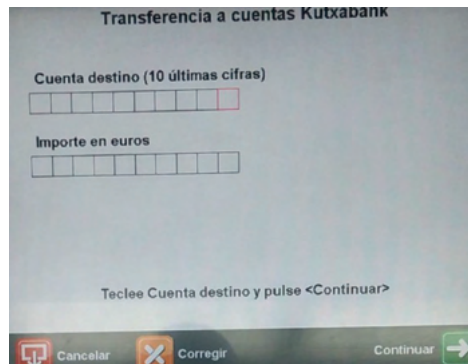 Transferencia a cuentas Kutxabank
Cuenta destino (10 últimas cifras)
Importe en euros
Teclee Cuenta destino y pulse <Continuar>
Cancelar Corregir Continuar